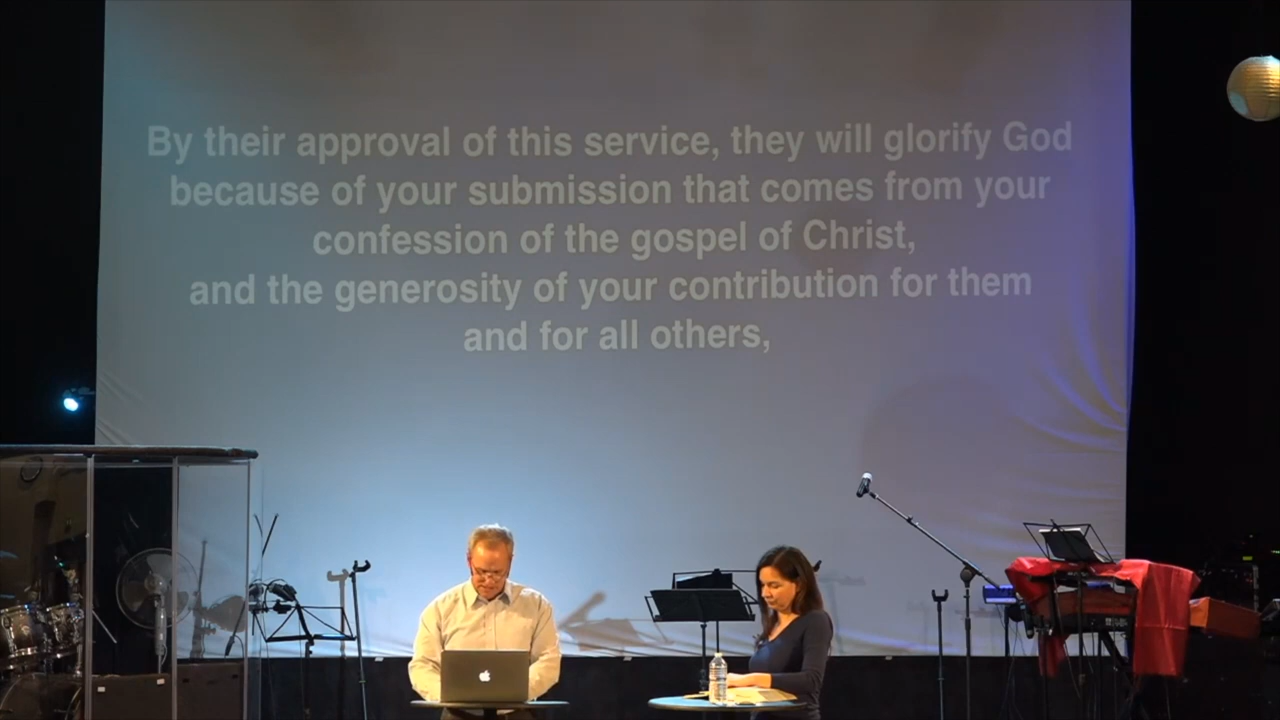 By their approval of this service, they will glorify God
because of your submission that comes from your
confession of the gospel of Christ,
and the generosity of your contribution for them
and for all others,